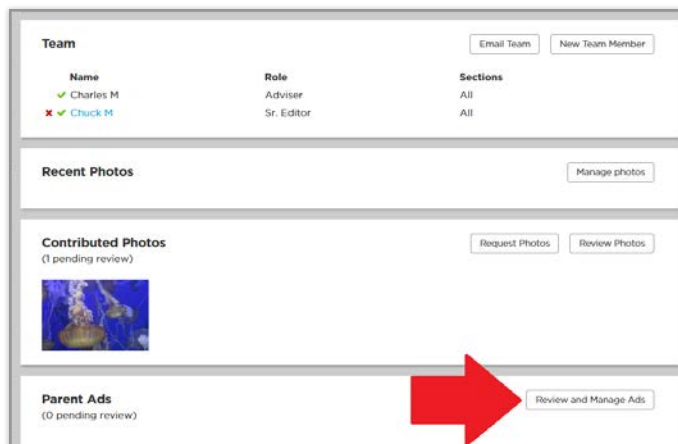 Team
Email Team
New Team Member
Name Role Sections
Charles M Adviser All
Chuck M Sr. Editor All
Recent Photos
Manage photos
Contributed Photos
Request Photos
Review Photos
(1 pending review)
Parent Ads
Review and Manage Ads
(0 pending review)